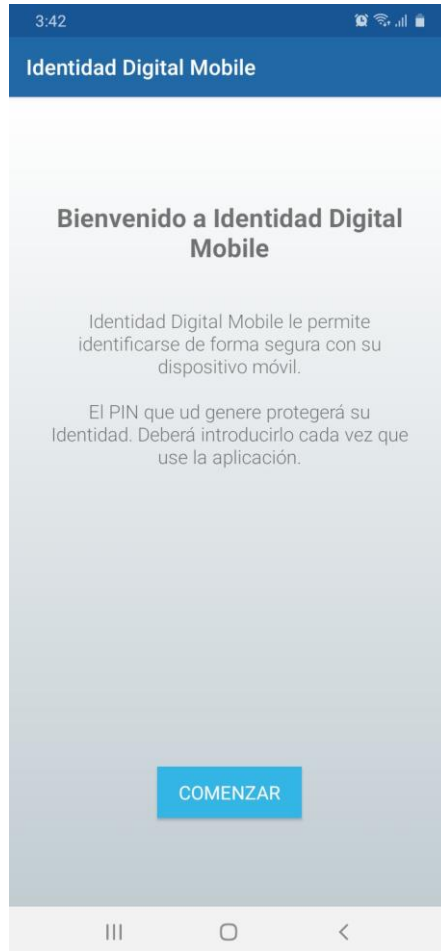 3:42
Identidad Digital Mobile
Bienvenido a Identidad Digital
Mobile
Identidad Digital Mobile le permite
identificarse de forma segura con su
dispositivo móvil.
El PIN que ud genere protegerá su
Identidad. Deberá introducirlo cada vez que
use la aplicación.
COMENZAR